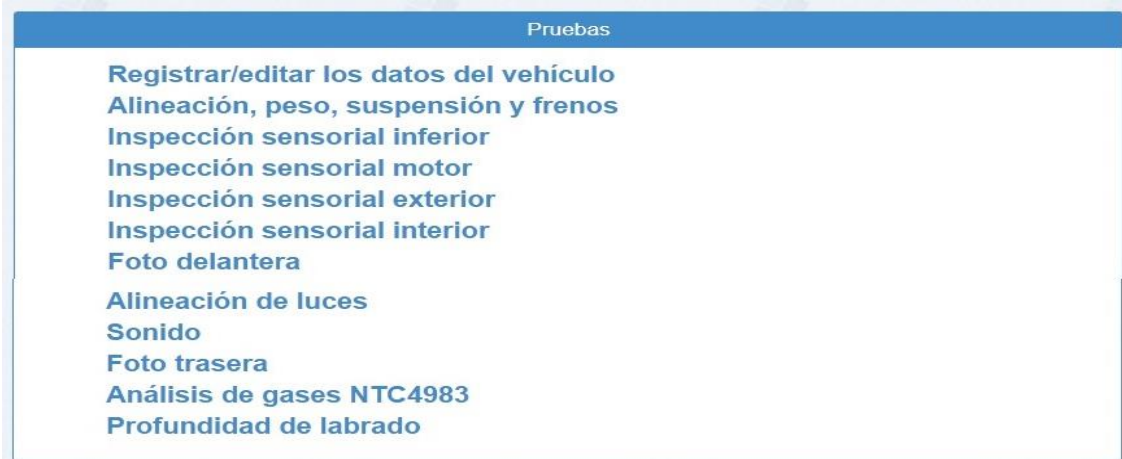 Pruebas
Registrar/editar los datos del vehículo
Alineación, peso, suspensión y frenos
Inspección sensorial inferior
Inspección sensorial motor
Inspección sensorial exterior
Inspección sensorial interior
Foto delantera
Alineación de luces
Sonido
Foto trasera
Análisis de gases NTC4983
Profundidad de labrado